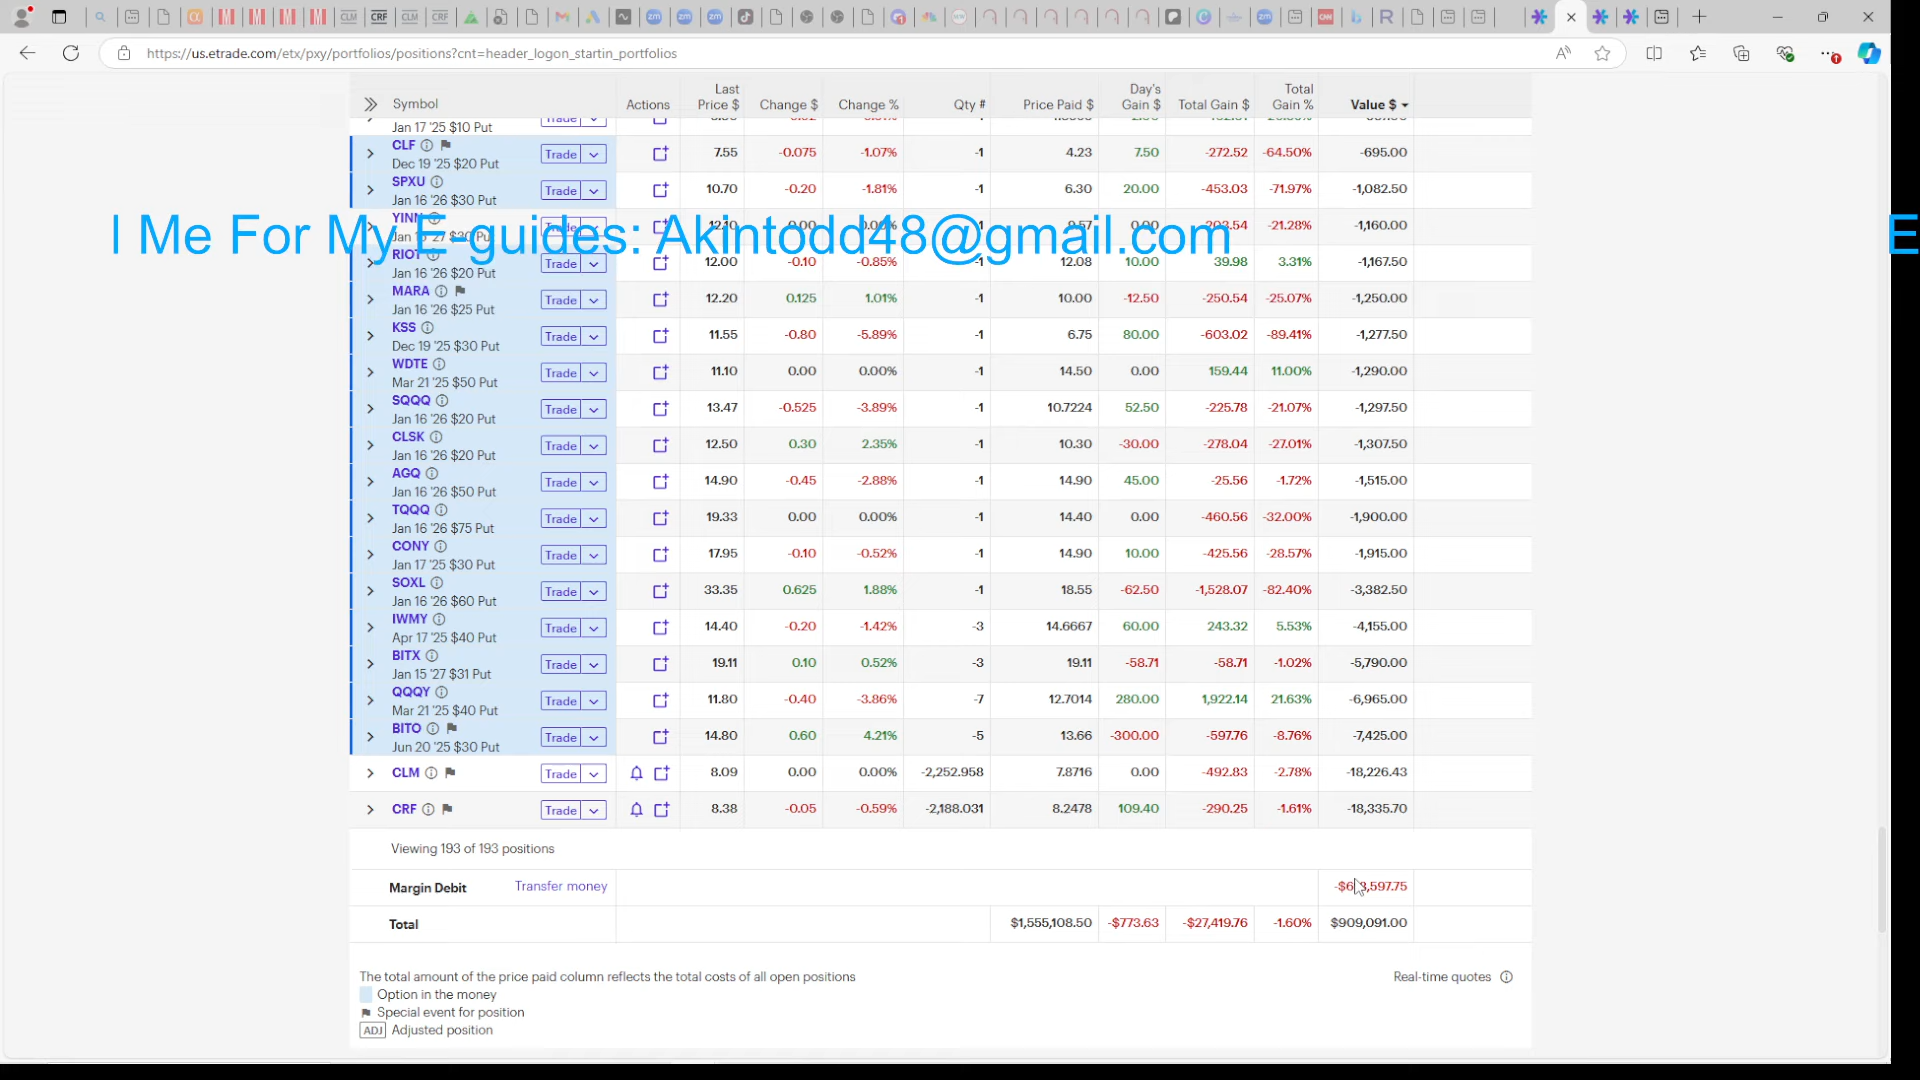 https://us.etrade.com/etx/pxy/portfolios/positions?cnt=header_logon_startin_portfolios
Symbol Actions Last Price $ Change $ Change % Qty # Price Paid $ Day's Gain $ Total Gain $ Total Gain % Value $
Jan 17 '25 $10 Put
CLF Trade 7.55 -0.075 -1.07% -1 4.23 7.50 -272.52 -64.50% -695.00
Dec 19 '25 $20 Put
SPXU Trade 10.70 -0.20 -1.81% -1 6.30 20.00 -453.03 -71.97% -1,082.50
Jan 16 '26 $30 Put
YINN -21.28% -1,160.00
l Me For My E-guides: Akintodd48@gmail.com E
RIOT Trade 12.00 -0.10 -0.85% -1 12.08 10.00 39.98 3.31% -1,167.50
Jan 16 '26 $20 Put
MARA Trade 12.20 0.125 1.01% -1 10.00 -12.50 -250.54 -25.07% -1,250.00
Jan 16 '26 $25 Put
KSS Trade 11.55 -0.80 -5.89% -1 6.75 80.00 -603.02 -89.41% -1,277.50
Dec 19 '25 $30 Put
WDTE Trade 11.10 0.00 0.00% -1 14.50 0.00 159.44 11.00% -1,290.00
Mar 21 '25 $50 Put
SQQQ Trade 13.47 -0.525 -3.89% -1 10.7224 52.50 -225.78 -21.07% -1,297.50
Jan 16 '26 $20 Put
CLSK Trade 12.50 0.30 2.35% -1 10.30 -30.00 -278.04 -27.01% -1,307.50
Jan 16 '26 $20 Put
AGQ Trade 14.90 -0.45 -2.88% -1 14.90 45.00 -25.56 -1.72% -1,515.00
Jan 16 '26 $50 Put
TQQQ Trade 19.33 0.00 0.00% -1 14.40 0.00 -460.56 -32.00% -1,900.00
Jan 16 '26 $75 Put
CONY Trade 17.95 -0.10 -0.52% -1 14.90 10.00 -425.56 -28.57% -1,915.00
Jan 17 '25 $30 Put
SOXL Trade 33.35 0.625 1.88% -1 18.55 -62.50 -1,528.07 -82.40% -3,382.50
Jan 16 '26 $60 Put
IWMY Trade 14.40 -0.20 -1.42% -3 14.6667 60.00 243.32 5.53% -4,155.00
Apr 17 '25 $40 Put
BITX Trade 19.11 0.10 0.52% -3 19.11 -58.71 -58.71 -1.02% -5,790.00
Jan 15 '27 $31 Put
QQQY Trade 11.80 -0.40 -3.86% -7 12.7014 280.00 1,922.14 21.63% -6,965.00
Mar 21 '25 $40 Put
BITO Trade 14.80 0.60 4.21% -5 13.66 -300.00 -597.76 -8.76% -7,425.00
Jun 20 '25 $30 Put
CLM Trade 8.09 0.00 0.00% -2,252.958 7.8716 0.00 -492.83 -2.78% -18,226.43
CRF Trade 8.38 -0.05 -0.59% -2,188.031 8.2478 109.40 -290.25 -1.61% -18,335.70
Viewing 193 of 193 positions
Margin Debit Transfer money
Total $1,555,108.50 -$773.63 -$27,419.76 -1.60% $909,091.00
The total amount of the price paid column reflects the total costs of all open positions Real-time quotes
Option in the money
Special event for position
ADJ Adjusted position